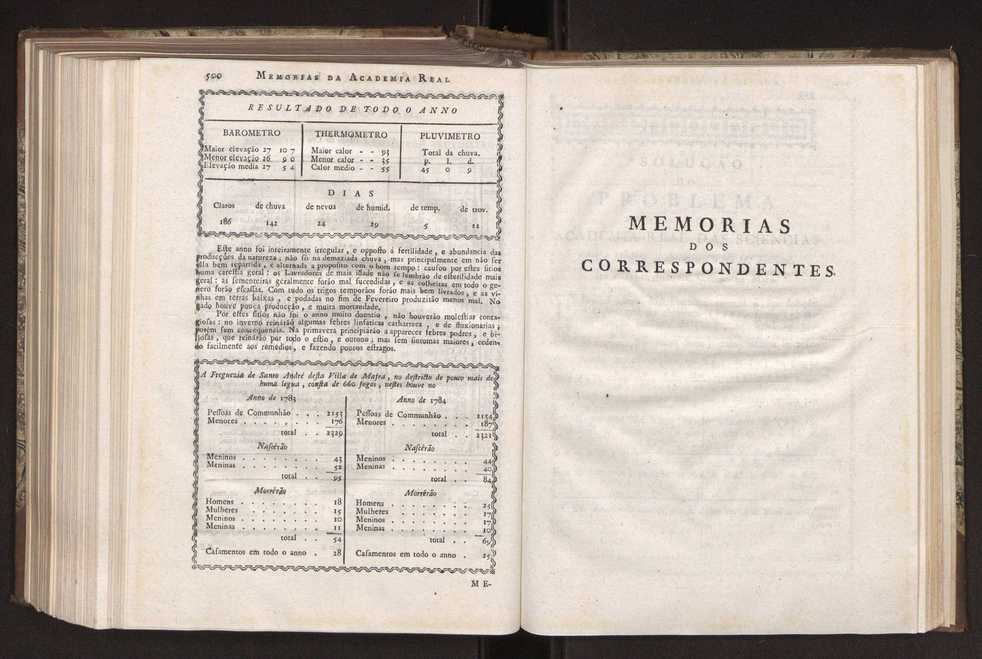 500 MEMORIAS DA ACADEMIA REAL
RESULTADO DE TODO O ANNO
BAROMETRO THERMOMETRO PLUVIMETRO
Maior elevação 27 10 7 Maior calor - - 93 Total da chuva.
Menor elevação 26 9 0 Menor calor - - 35 p. l. d.
Elevação media 27 5 4 Calor medio - - 55 45 0 9
DIAS
Claros de chuva de nevoa de humid. de temp. de trov.
186 142 24 29 5 11
Eſte anno foi inteiramente irregular, e oppoſto á fertilidade, e abundancia das
producções da natureza; não ſó na demaziada chuva, mas principalmente em não ſer
ella bem repartida, e alternada a propoſito com o bom tempo: cauſou por eſtes ſitios
huma careſtia geral: os Lavradores de mais idade não ſe lembrão de eſterilidade mais
geral: as ſementeiras geralmente forão mal ſuccedidas, e as colheitas em todo o ge-
nero forão eſcaſſas. Com tudo os trigos temporãos forão mais bem livrados, e as vi-
nhas em terras baixas, e podadas no fim de Fevereiro produzirão menos mal. No
gado houve pouca producção, e muita mortandade.
Por eſtes ſitios não foi o anno muito doentio, não houverão moleſtias conta-
gioſas: no inverno reinárão algumas febres linfaticas catharraes, e de fluxionarias,
porém ſem conſequencia. Na primavera principiarão a apparecer febres podres, e bi-
lioſas, que reinárão por todo o eſtio, e outono; mas ſem ſintomas maiores, ceden-
do facilmente aos remedios, e fazendo poucos eſtragos.
A Freguezia de Santo André deſta Villa de Mafra, no deſtricto de pouco mais de
huma legua, conſta de 660 fogos, neſtes houve no
Anno de 1783 Anno de 1784
Peſſoas de Communhão . . . 2153 Peſſoas de Communhão . . . 2134
Menores . . . . . . . 176 Menores . . . . . . . 187
total . . 2329 total . . 2321
Naſcêrão Naſcêrão
Meninos . . . . . . . 43 Meninos . . . . . . . 44
Meninas . . . . . . . 52 Meninas . . . . . . . 40
total . . 95 total . . 84
Morrêrão Morrêrão
Homens . . . . . . . 18 Homens . . . . . . . 25
Mulheres . . . . . . . 15 Mulheres . . . . . . . 17
Meninos . . . . . . . 10 Meninos . . . . . . . 17
Meninas . . . . . . . 11 Meninas . . . . . . . 10
total . . 54 total . . 69
Caſamentos em todo o anno . 28 Caſamentos em todo o anno . 25
ME-
MEMORIAS
DOS
CORRESPONDENTES.